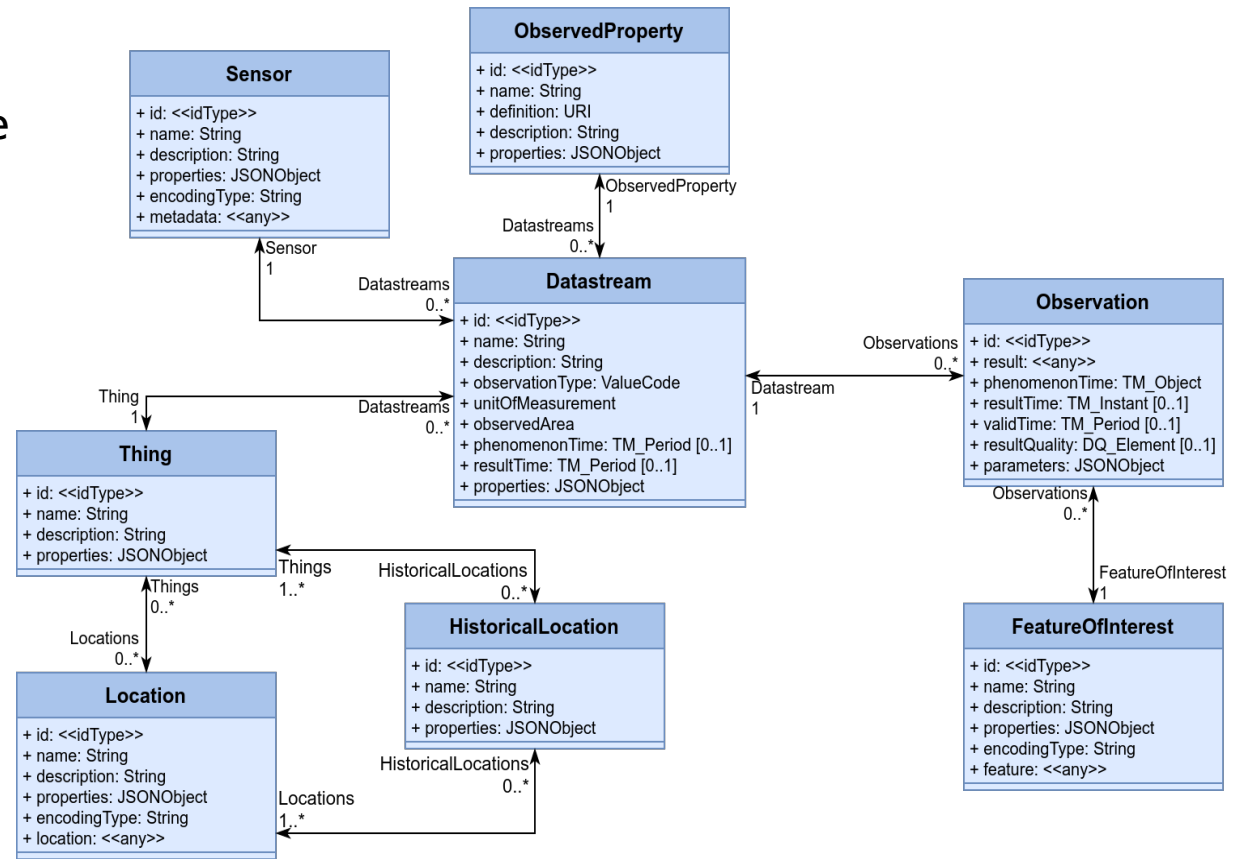 e
ObservedProperty
+ id: <<idType>>
+ name: String
+ definition: URI
+ description: String
+ properties: JSONObject
Sensor
+ id: <<idType>>
+ name: String
+ description: String
+ properties: JSONObject
+ encodingType: String
+ metadata: <<any>>
ObservedProperty
1
Datastreams
0..*
Sensor
1
Datastreams
0..*
Datastream
+ id: <<idType>>
+ name: String
+ description: String
+ observationType: ValueCode
+ unitOfMeasurement
+ observedArea
+ phenomenonTime: TM_Period [0..1]
+ resultTime: TM_Period [0..1]
+ properties: JSONObject
Observations
0..*
Datastream
1
Observation
+ id: <<idType>>
+ result: <<any>>
+ phenomenonTime: TM_Object
+ resultTime: TM_Instant [0..1]
+ validTime: TM_Period [0..1]
+ resultQuality: DQ_Element [0..1]
+ parameters: JSONObject
Thing
1
Datastreams
0..*
Thing
+ id: <<idType>>
+ name: String
+ description: String
+ properties: JSONObject
Observations
0..*
FeatureOfInterest
1
Things
1..*
HistoricalLocations
0..*
Things
0..*
Locations
0..*
HistoricalLocation
+ id: <<idType>>
+ name: String
+ description: String
+ properties: JSONObject
FeatureOfInterest
+ id: <<idType>>
+ name: String
+ description: String
+ properties: JSONObject
+ encodingType: String
+ feature: <<any>>
Location
+ id: <<idType>>
+ name: String
+ description: String
+ properties: JSONObject
+ encodingType: String
+ location: <<any>>
HistoricalLocations
0..*
Locations
1..*